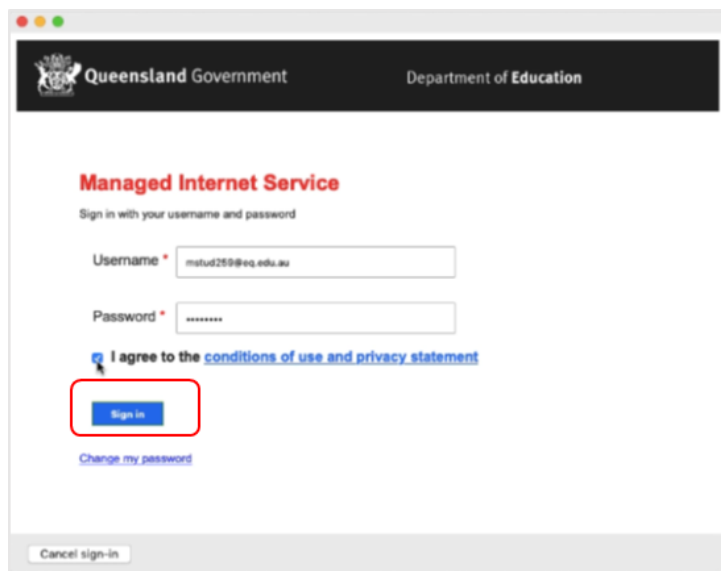 Queensland Government
Department of Education
Managed Internet Service
Sign in with your username and password
Username *
mstud259@eq.edu.au
Password *
••••••••
I agree to the conditions of use and privacy statement
Sign in
Change my password
Cancel sign-in